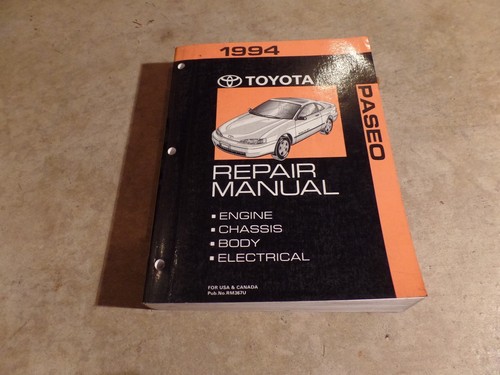 1994
TOYOTA
PASEO
REPAIR
MANUAL
▪ ENGINE
▪ CHASSIS
▪ BODY
▪ ELECTRICAL
FOR USA & CANADA
Pub.No.RM367U